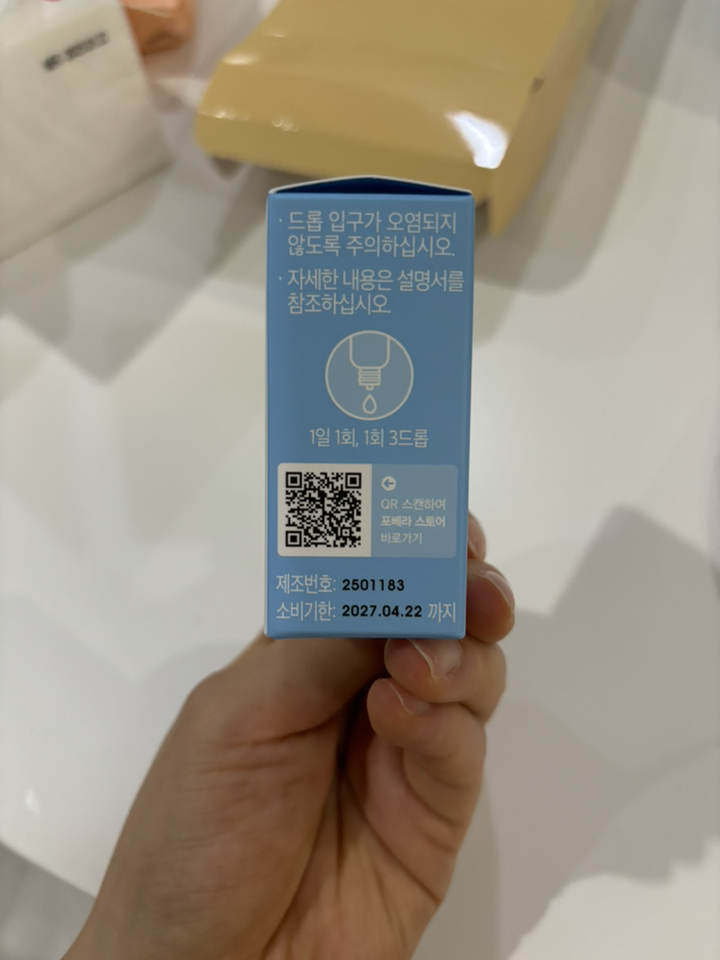 · 드롭 입구가 오염되지
않도록 주의하십시오.
· 자세한 내용은 설명서를
참조하십시오.
1일 1회, 1회 3드롭
QR 스캔하여
포베라 스토어
바로가기
제조번호: 2501183
소비기한: 2027.04.22 까지